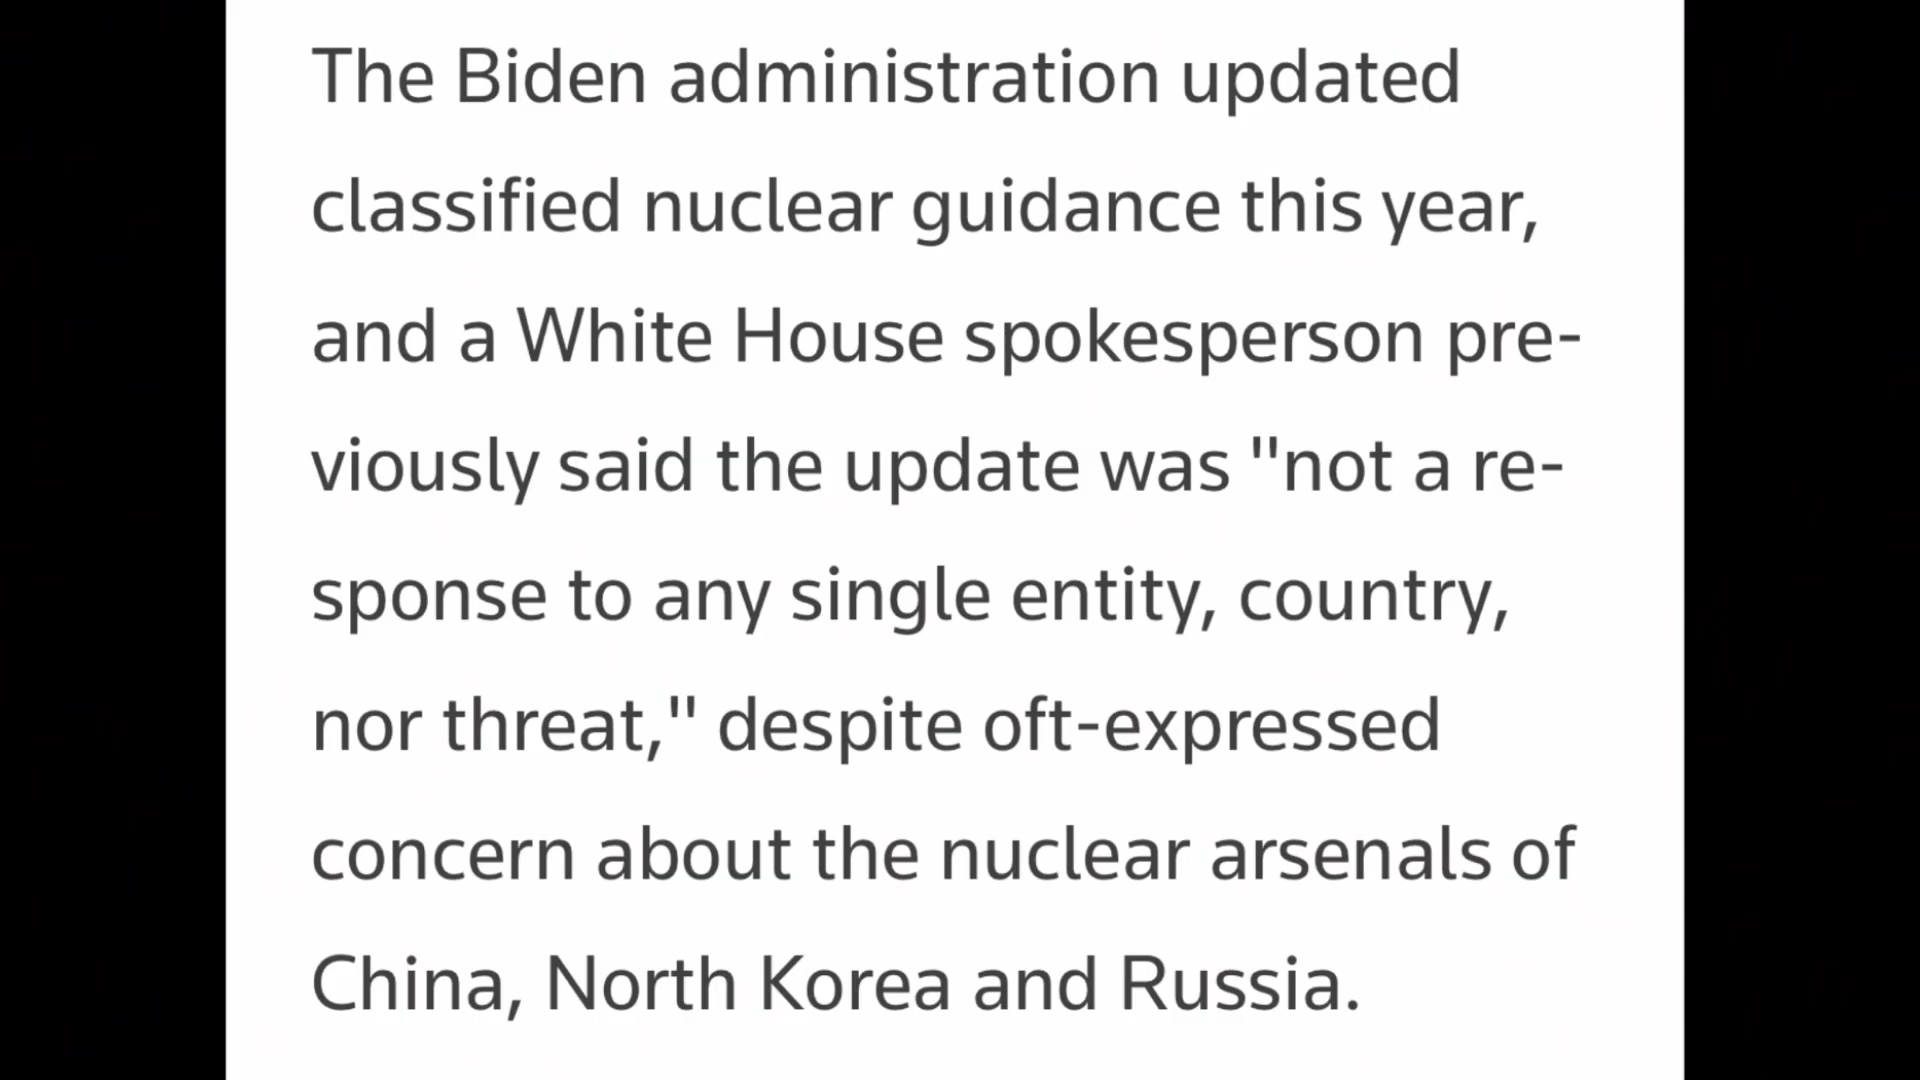 The Biden administration updated
classified nuclear guidance this year,
and a White House spokesperson pre-
viously said the update was "not a re-
sponse to any single entity, country,
nor threat," despite oft-expressed
concern about the nuclear arsenals of
China, North Korea and Russia.